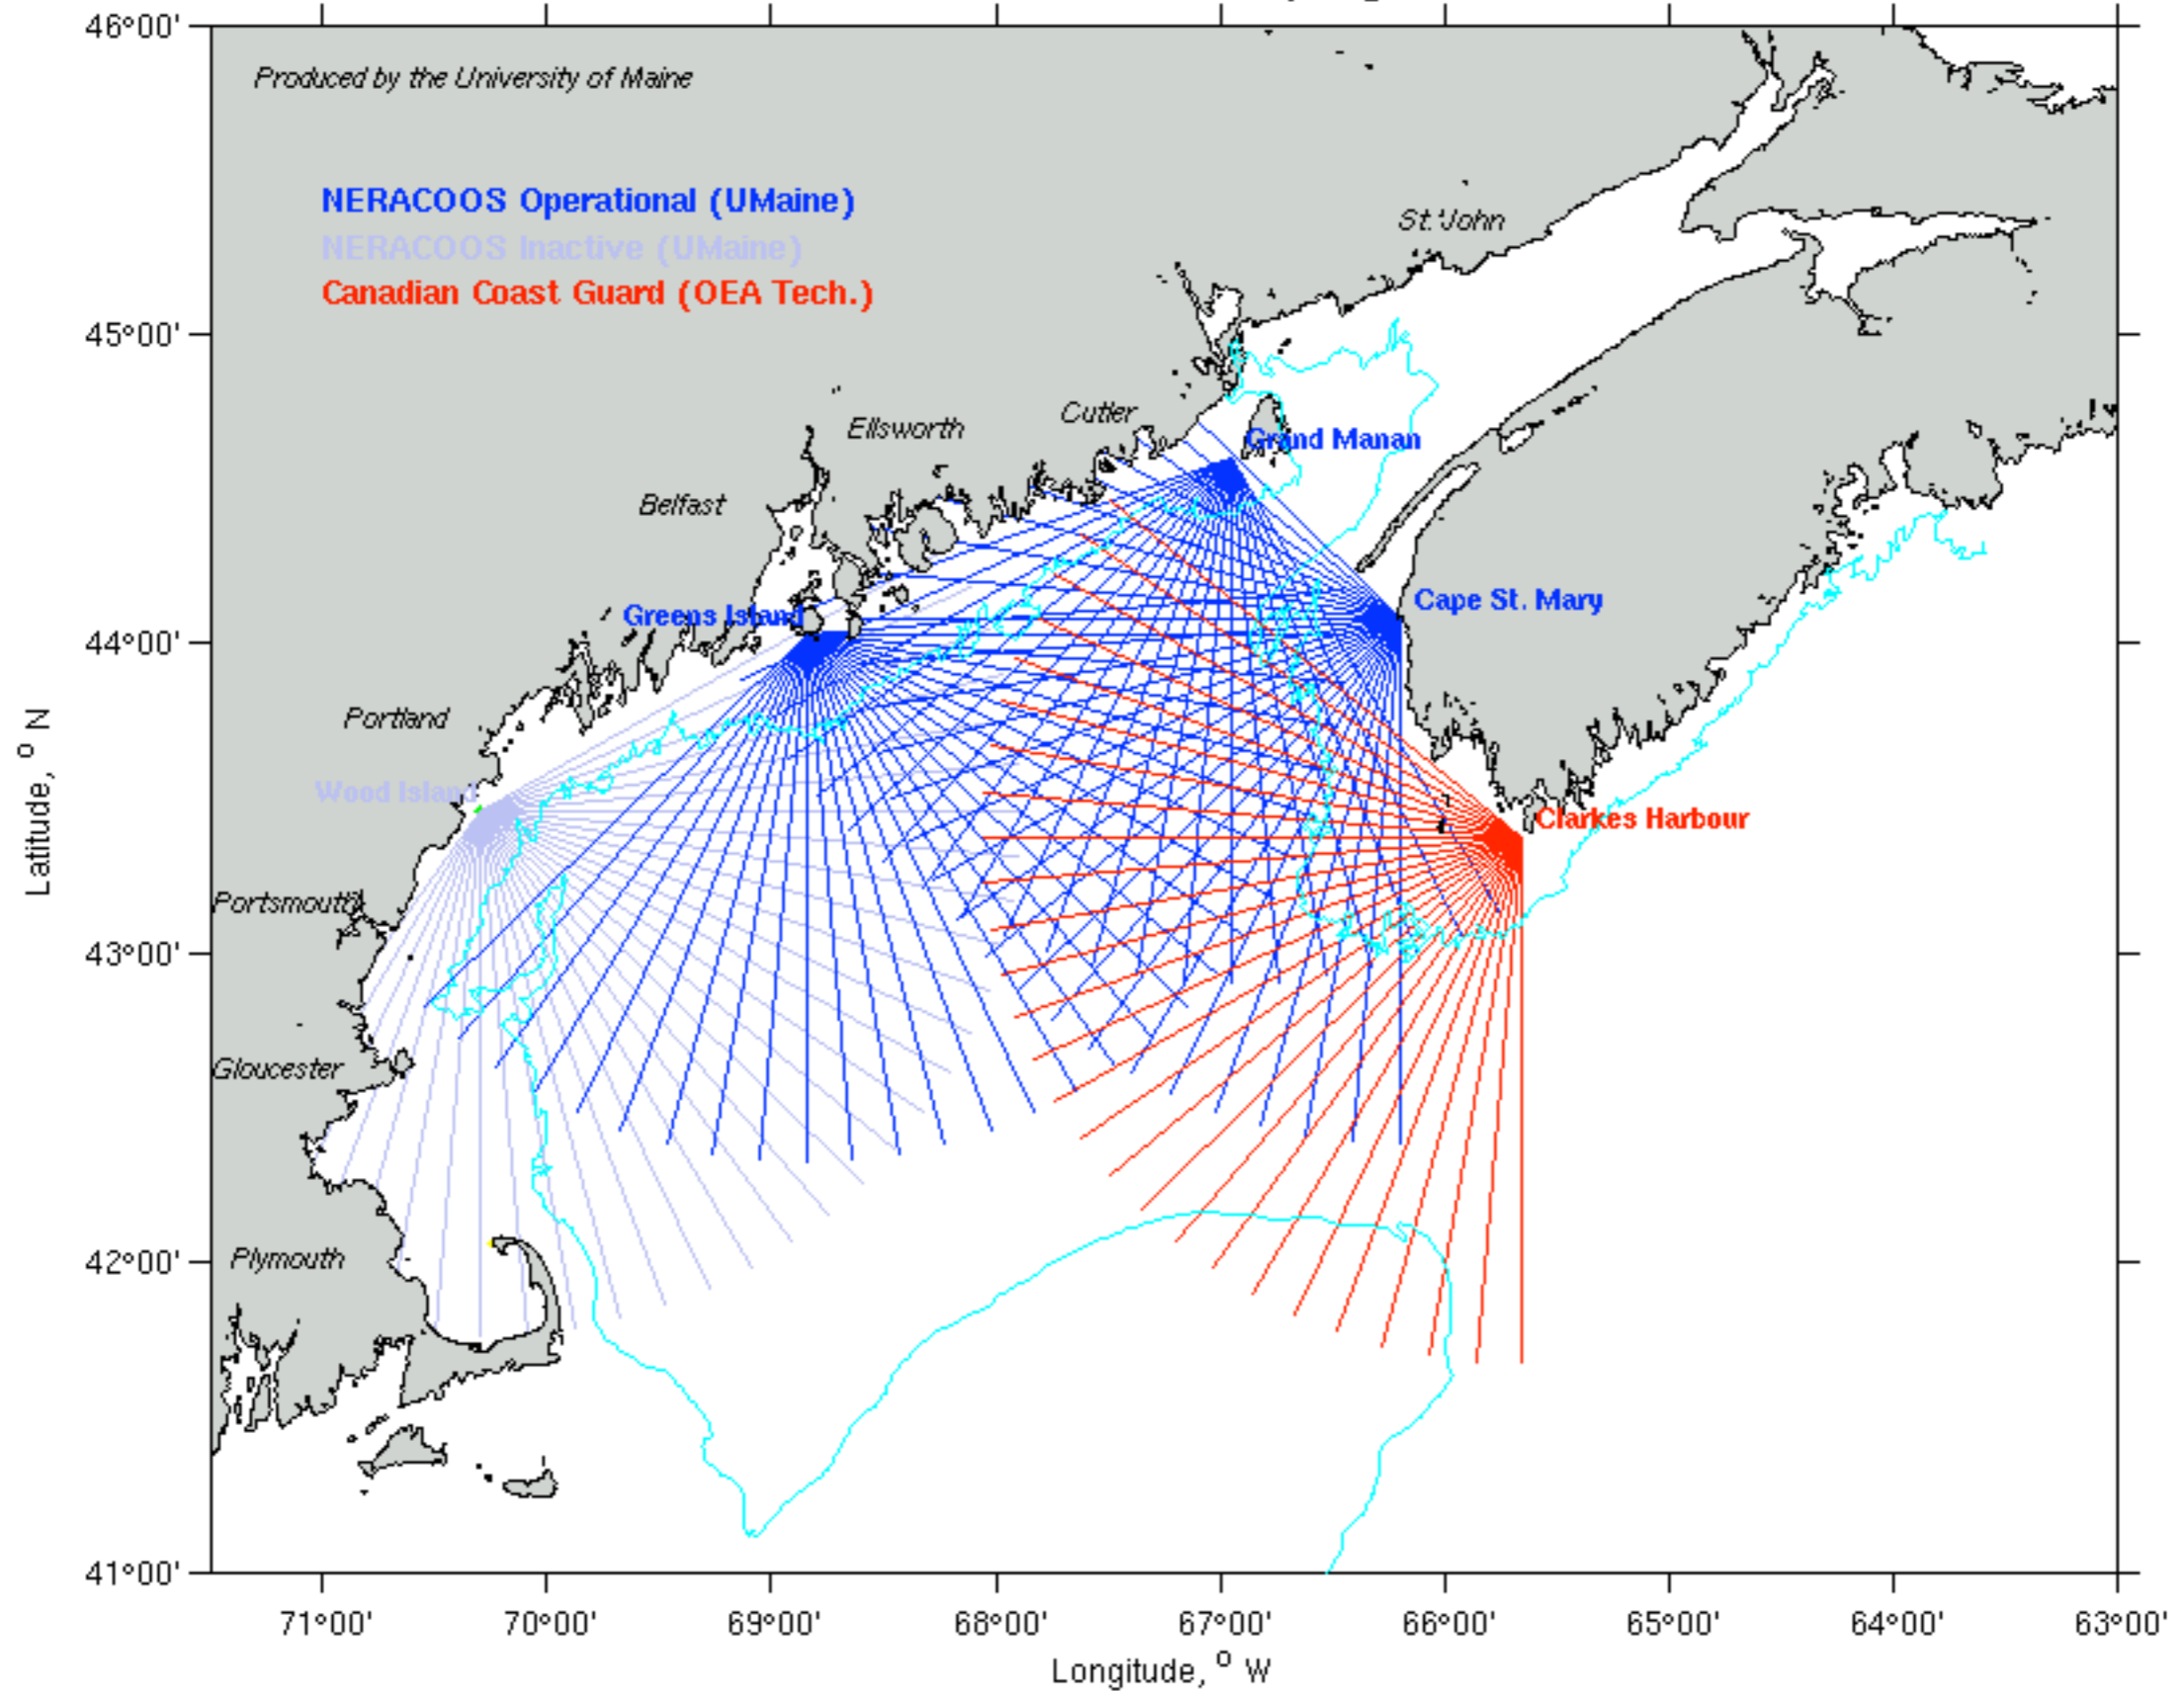 46°00'
Produced by the University of Maine
NERACOOS Operational (UMaine)
NERACOOS Inactive (UMaine)
Canadian Coast Guard (OEA Tech.)
St. John
45°00'
Cutler
Ellsworth
Grand Manan
Belfast
Cape St. Mary
Greens Island
44°00'
Portland
Wood Island
Clarkes Harbour
Portsmouth
43°00'
Gloucester
42°00'
Plymouth
41°00'
Latitude, ° N
71°00' 70°00' 69°00' 68°00' 67°00' 66°00' 65°00' 64°00' 63°00'
Longitude, ° W